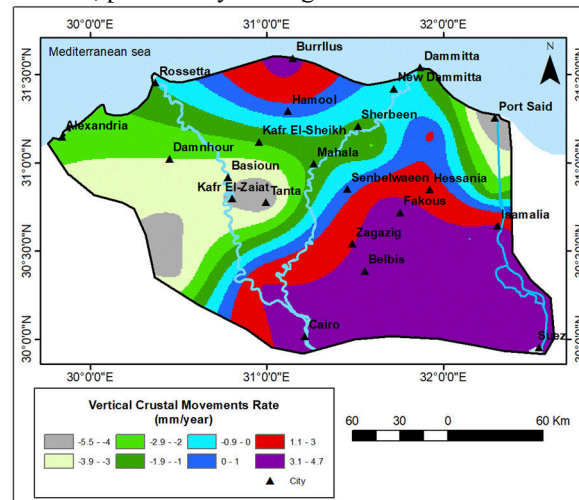 30°0'0"E 31°0'0"E 32°0'0"E
Mediterranean sea
N
Burrllus
Dammitta
Rossetta
New Dammitta
31°30'0"N
Hamool
Port Said
Sherbeen
Alexandria
Kafr El-Sheikh
Damnhour
Mahala
31°0'0"N
Basioun
Senbelwaeen
Hessania
Kafr El-Zaiat
Tanta
Fakous
Isamalia
Zagazig
30°30'0"N
Belbis
Cairo
Suez
30°0'0"N
30°0'0"E 31°0'0"E 32°0'0"E
Vertical Crustal Movements Rate
(mm/year)
-5.5 - -4 -2.9 - -2 -0.9 - 0 1.1 - 3
-3.9 - -3 -1.9 - -1 0 - 1 3.1 - 4.7
City
60 30 0 60 Km